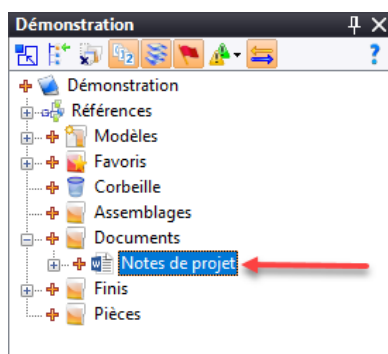 Démonstration
?
Démonstration
Références
Modèles
Favoris
Corbeille
Assemblages
Documents
Notes de projet
Finis
Pièces